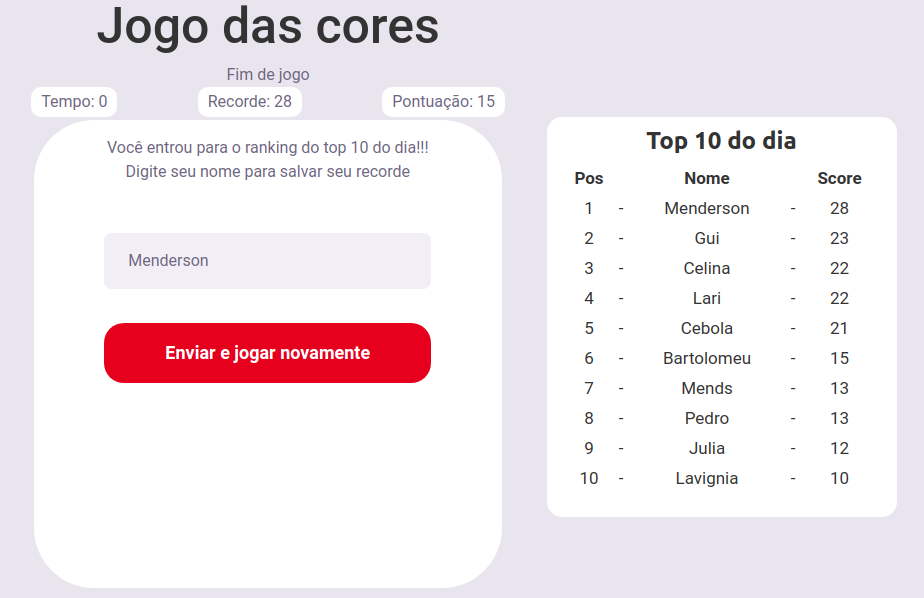 Jogo das cores
Fim de jogo
Tempo: 0 Recorde: 28 Pontuação: 15
Você entrou para o ranking do top 10 do dia!!!
Digite seu nome para salvar seu recorde
Menderson
Enviar e jogar novamente
Top 10 do dia
Pos Nome Score
1 - Menderson - 28
2 - Gui - 23
3 - Celina - 22
4 - Lari - 22
5 - Cebola - 21
6 - Bartolomeu - 15
7 - Mends - 13
8 - Pedro - 13
9 - Julia - 12
10 - Lavignia - 10